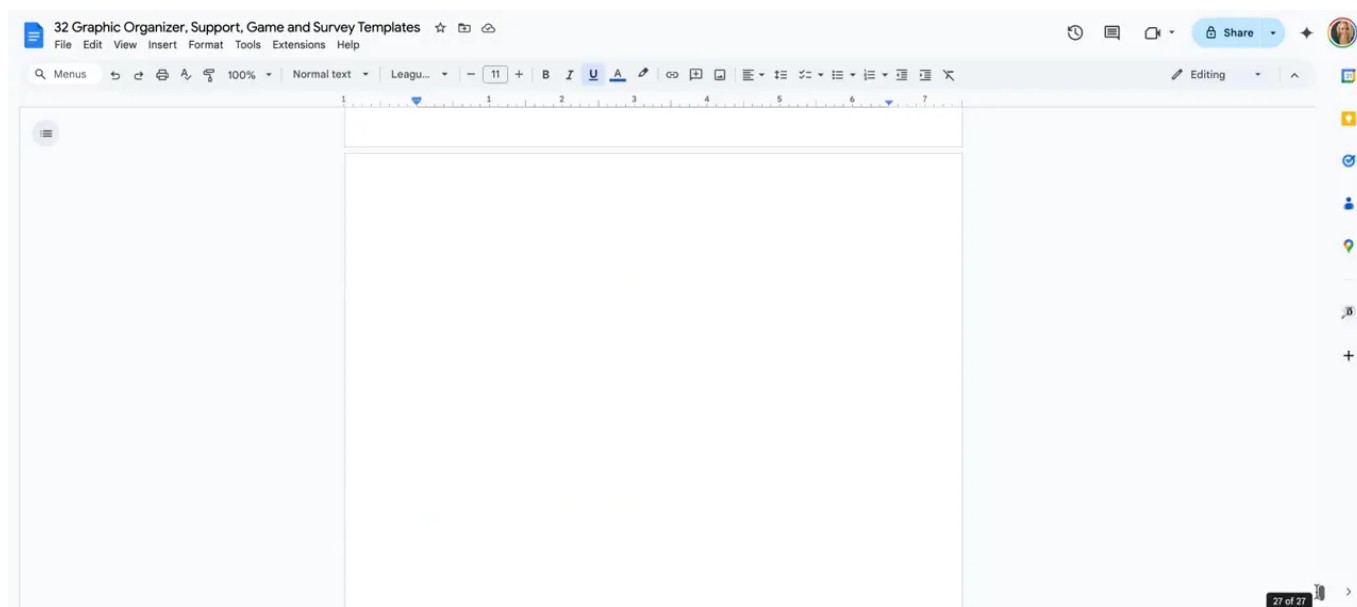 32 Graphic Organizer, Support, Game and Survey Templates
File Edit View Insert Format Tools Extensions Help
Share
Menus 100% Normal text Leagu... 11 B I U A Editing
1 1 2 3 4 5 6 7
27 of 27